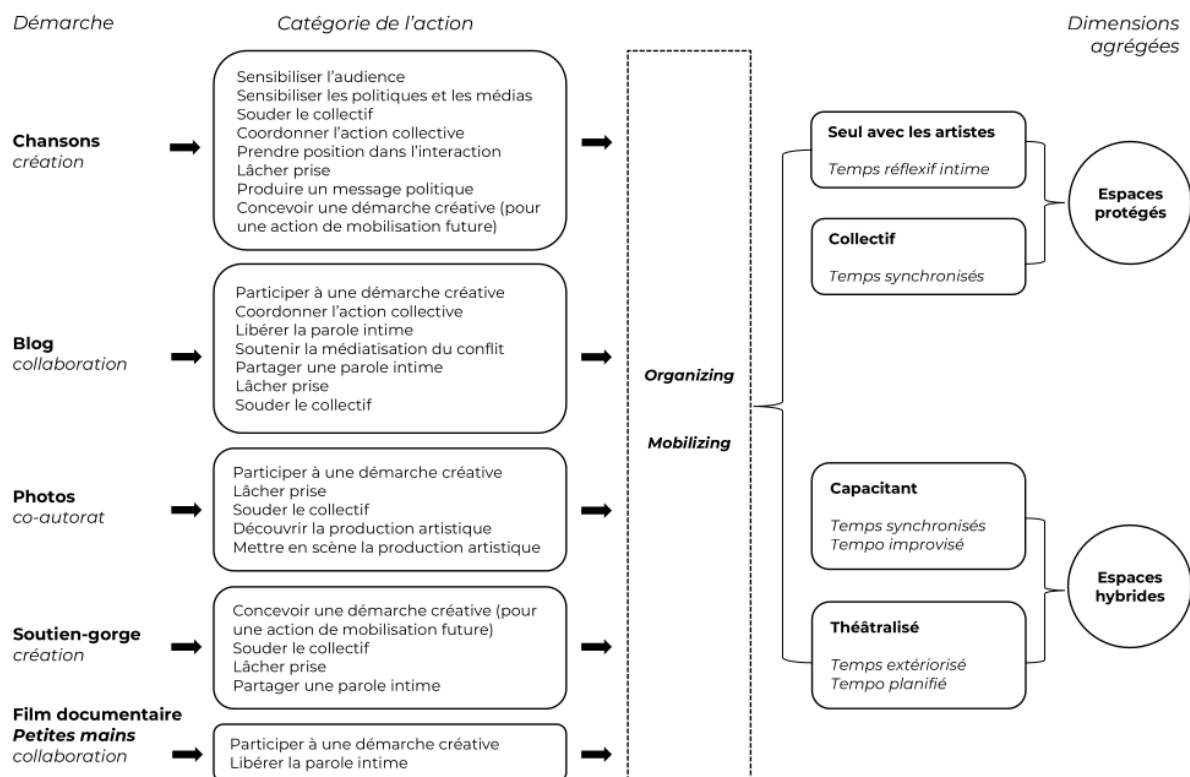 Démarche
Catégorie de l’action
Dimensions
agrégées
Chansons
création
Sensibiliser l’audience
Sensibiliser les politiques et les médias
Souder le collectif
Coordonner l’action collective
Prendre position dans l’interaction
Lâcher prise
Produire un message politique
Concevoir une démarche créative (pour
une action de mobilisation future)
Blog
collaboration
Participer à une démarche créative
Coordonner l’action collective
Libérer la parole intime
Soutenir la médiatisation du conflit
Partager une parole intime
Lâcher prise
Souder le collectif
Photos
co-autorat
Participer à une démarche créative
Lâcher prise
Souder le collectif
Découvrir la production artistique
Mettre en scène la production artistique
Soutien-gorge
création
Concevoir une démarche créative (pour
une action de mobilisation future)
Souder le collectif
Lâcher prise
Partager une parole intime
Film documentaire
Petites mains
collaboration
Participer à une démarche créative
Libérer la parole intime
Organizing
Mobilizing
Seul avec les artistes
Temps réflexif intime
Collectif
Temps synchronisés
Espaces
protégés
Capacitant
Temps synchronisés
Tempo improvisé
Théâtralisé
Temps extériorisé
Tempo planifié
Espaces
hybrides